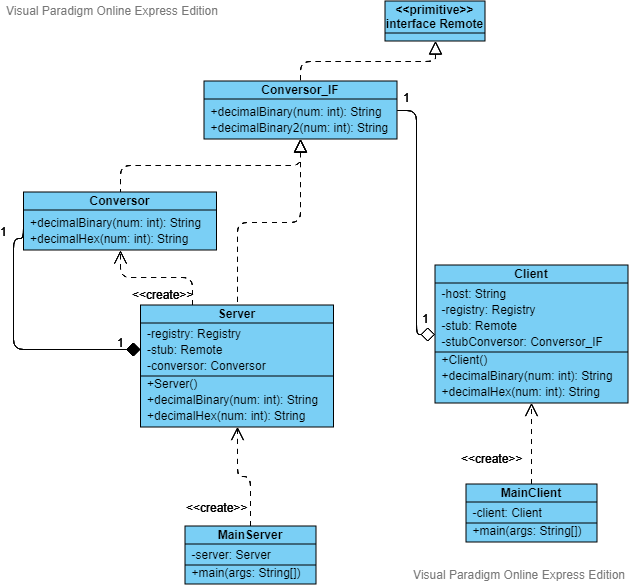 Visual Paradigm Online Express Edition
<<primitive>>
interface Remote
Conversor_IF
+decimalBinary(num: int): String
+decimalBinary2(num: int): String
1
Conversor
+decimalBinary(num: int): String
+decimalHex(num: int): String
1
<<create>>
Server
-registry: Registry
-stub: Remote
-conversor: Conversor
+Server()
+decimalBinary(num: int): String
+decimalHex(num: int): String
1
Client
-host: String
-registry: Registry
-stub: Remote
-stubConversor: Conversor_IF
+Client()
+decimalBinary(num: int): String
+decimalHex(num: int): String
1
<<create>>
MainServer
-server: Server
+main(args: String[])
<<create>>
MainClient
-client: Client
+main(args: String[])
Visual Paradigm Online Express Edition